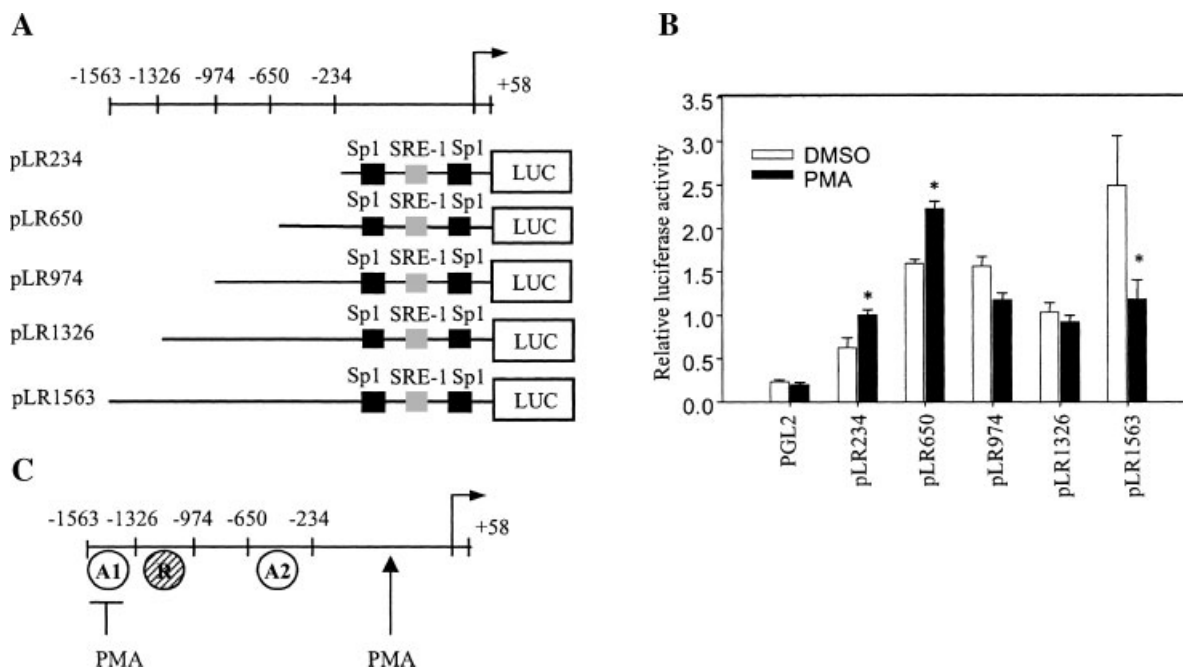 A
-1563 -1326 -974 -650 -234
+58
Sp1 SRE-1 Sp1
pLR234
LUC
Sp1 SRE-1 Sp1
pLR650
LUC
Sp1 SRE-1 Sp1
pLR974
LUC
Sp1 SRE-1 Sp1
pLR1326
LUC
Sp1 SRE-1 Sp1
pLR1563
LUC
B
Relative luciferase activity
3.5
3.0
2.5
2.0
1.5
1.0
0.5
0.0
DMSO
PMA
* * *
PGL2 pLR234 pLR650 pLR974 pLR1326 pLR1563
C
-1563 -1326 -974 -650 -234
+58
A1 R A2
PMA PMA